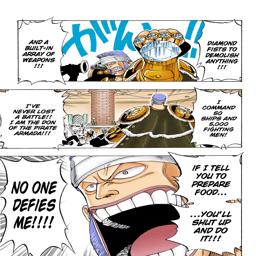 DIAMOND
FISTS TO
DEMOLISH
ANYTHING
!!!
AND A
BUILT-IN
ARRAY OF
WEAPONS
!!!
I
COMMAND
50
SHIPS AND
5,000
FIGHTING
MEN!
I'VE
NEVER LOST
A BATTLE!!
I AM THE DON
OF THE PIRATE
ARMADA!!!
IF I TELL
YOU TO
PREPARE
FOOD...
...YOU'LL
SHUT UP
AND DO
IT!!!
NO ONE
DEFIES
ME!!!!